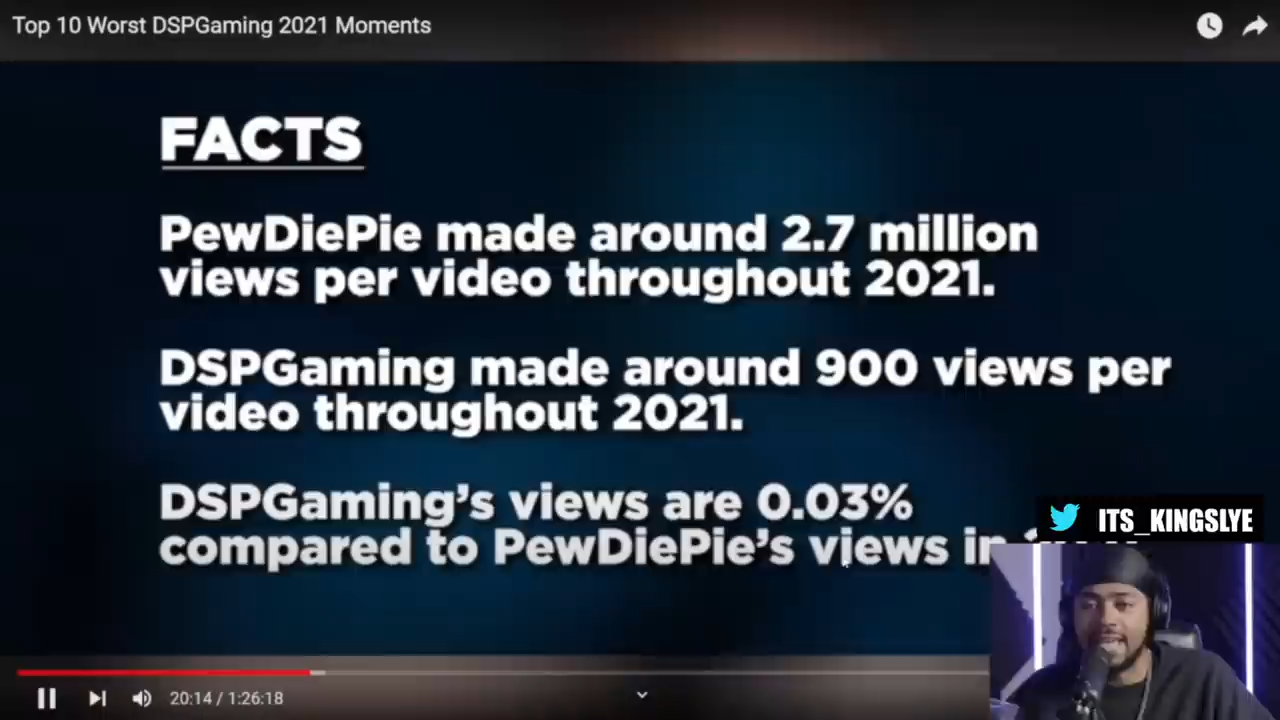 Top 10 Worst DSPGaming 2021 Moments
FACTS
PewDiePie made around 2.7 million
views per video throughout 2021.
DSPGaming made around 900 views per
video throughout 2021.
DSPGaming's views are 0.03%
compared to PewDiePie's views in
ITS_KINGSLYE
20:14 / 1:26:18